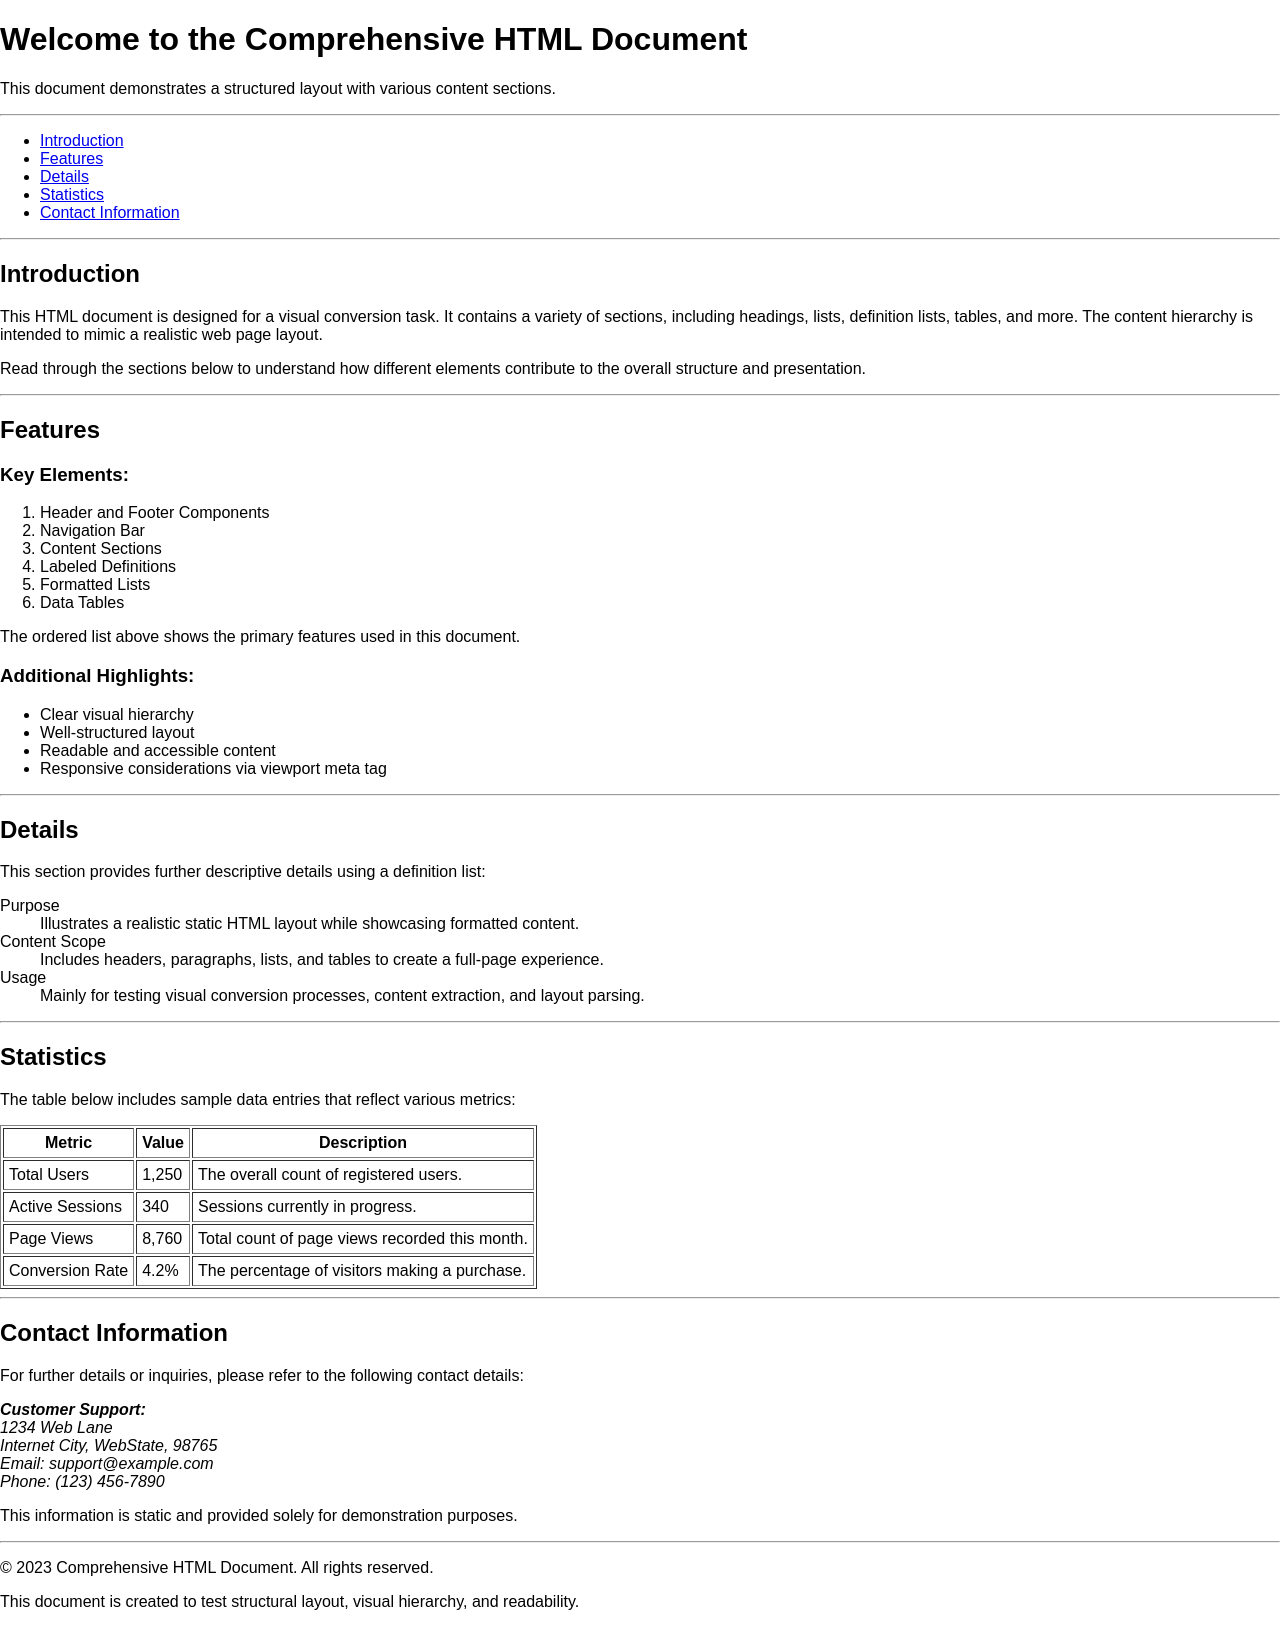 Welcome to the Comprehensive HTML Document
This document demonstrates a structured layout with various content sections.
Introduction
Features
Details
Statistics
Contact Information
Introduction
This HTML document is designed for a visual conversion task. It contains a variety of sections, including headings, lists, definition lists, tables, and more. The content hierarchy is
intended to mimic a realistic web page layout.
Read through the sections below to understand how different elements contribute to the overall structure and presentation.
Features
Key Elements:
1. Header and Footer Components
2. Navigation Bar
3. Content Sections
4. Labeled Definitions
5. Formatted Lists
6. Data Tables
The ordered list above shows the primary features used in this document.
Additional Highlights:
Clear visual hierarchy
Well-structured layout
Readable and accessible content
Responsive considerations via viewport meta tag
Details
This section provides further descriptive details using a definition list:
Purpose
Illustrates a realistic static HTML layout while showcasing formatted content.
Content Scope
Includes headers, paragraphs, lists, and tables to create a full-page experience.
Usage
Mainly for testing visual conversion processes, content extraction, and layout parsing.
Statistics
The table below includes sample data entries that reflect various metrics:
Metric Value Description
Total Users 1,250 The overall count of registered users.
Active Sessions 340 Sessions currently in progress.
Page Views 8,760 Total count of page views recorded this month.
Conversion Rate 4.2% The percentage of visitors making a purchase.
Contact Information
For further details or inquiries, please refer to the following contact details:
Customer Support:
1234 Web Lane
Internet City, WebState, 98765
Email: support@example.com
Phone: (123) 456-7890
This information is static and provided solely for demonstration purposes.
© 2023 Comprehensive HTML Document. All rights reserved.
This document is created to test structural layout, visual hierarchy, and readability.